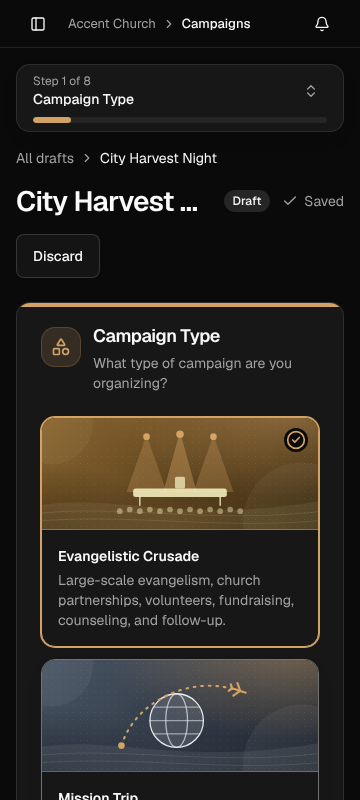 Accent Church > Campaigns
Step 1 of 8
Campaign Type
All drafts > City Harvest Night
City Harvest ...
Draft
Saved
Discard
Campaign Type
What type of campaign are you
organizing?
Evangelistic Crusade
Large-scale evangelism, church
partnerships, volunteers, fundraising,
counseling, and follow-up.
Mission Trip